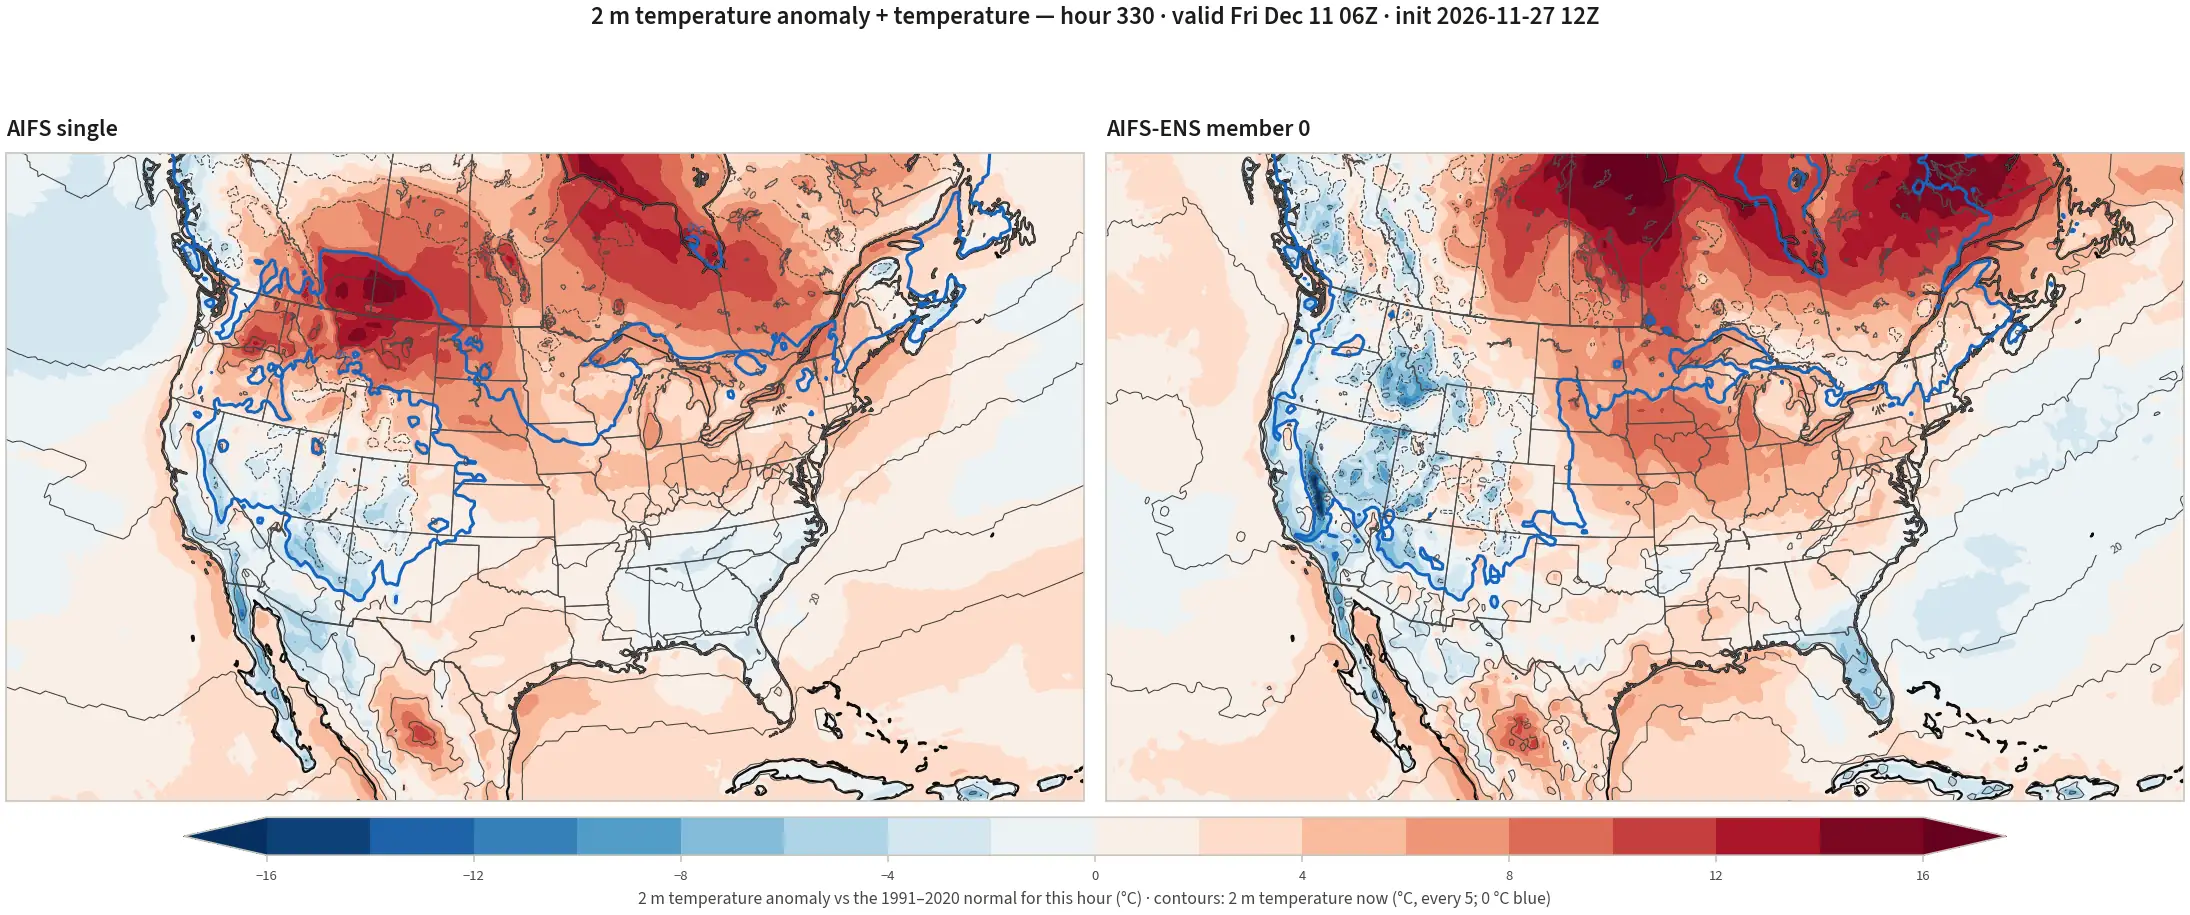 2 m temperature anomaly + temperature — hour 330 · valid Fri Dec 11 06Z · init 2026-11-27 12Z
AIFS single
AIFS-ENS member 0
20
20
−16 −12 −8 −4 0 4 8 12 16
2 m temperature anomaly vs the 1991–2020 normal for this hour (°C) · contours: 2 m temperature now (°C, every 5; 0 °C blue)